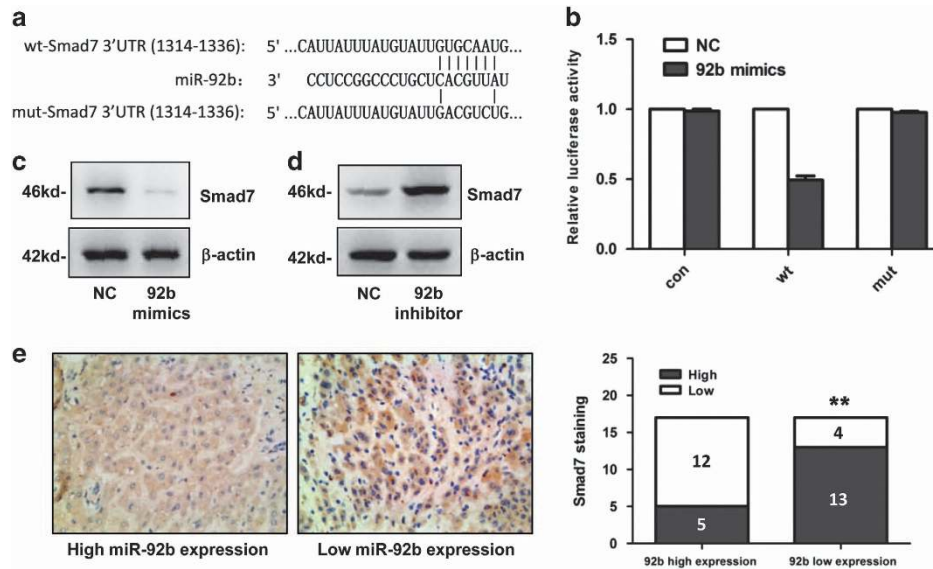 a
wt-Smad7 3'UTR (1314-1336): 5' ...CAUUAUUUAUGUAUUGUGCAAUG...
miR-92b: 3' CCUCCGGCCCUGCUCACGUUAU
mut-Smad7 3'UTR (1314-1336): 5' ...CAUUAUUUAUGUAUUGACGUCUG...
b
Relative luciferase activity
1.5
1.0
0.5
0.0
NC
92b mimics
con
wt
mut
c
46kd-
Smad7
42kd-
β-actin
NC
92b
mimics
d
46kd-
Smad7
42kd-
β-actin
NC
92b
inhibitor
e
High miR-92b expression
Low miR-92b expression
Smad7 staining
25
20
15
10
5
0
High
Low
**
12
5
4
13
92b high expression
92b low expression